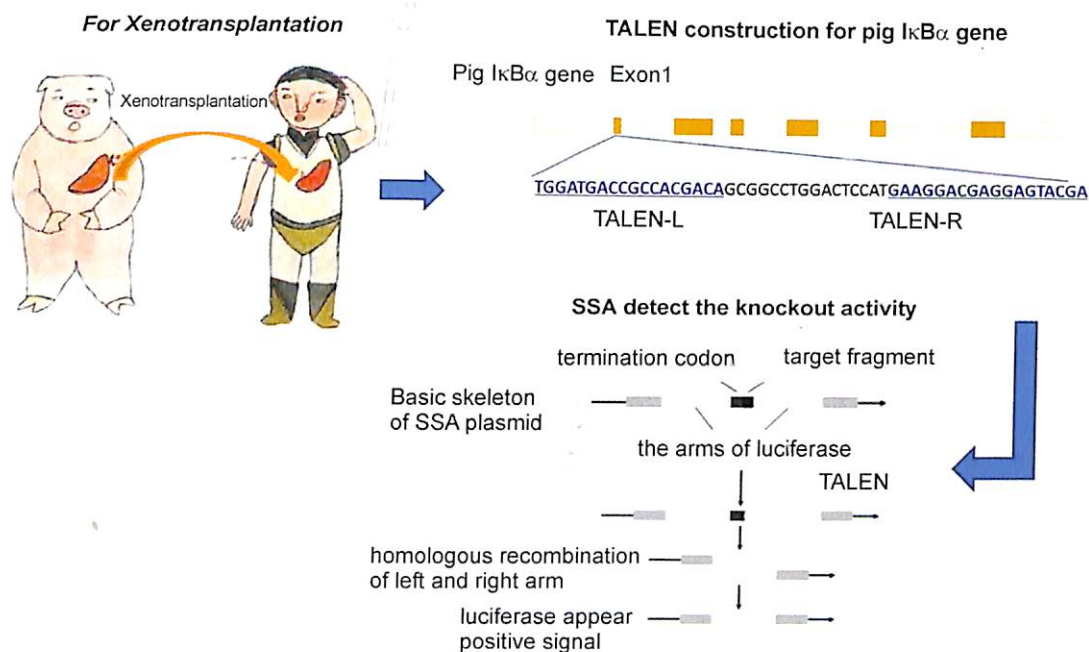 For Xenotransplantation
Xenotransplantation
TALEN construction for pig IκBα gene
Pig IκBα gene Exon1
TGGATGACCGCCACGACAGCGGCCTGGACTCCATGAAGGACGAGGAGTACGA
TALEN-L
TALEN-R
SSA detect the knockout activity
termination codon
target fragment
Basic skeleton
of SSA plasmid
the arms of luciferase
TALEN
homologous recombination
of left and right arm
luciferase appear
positive signal